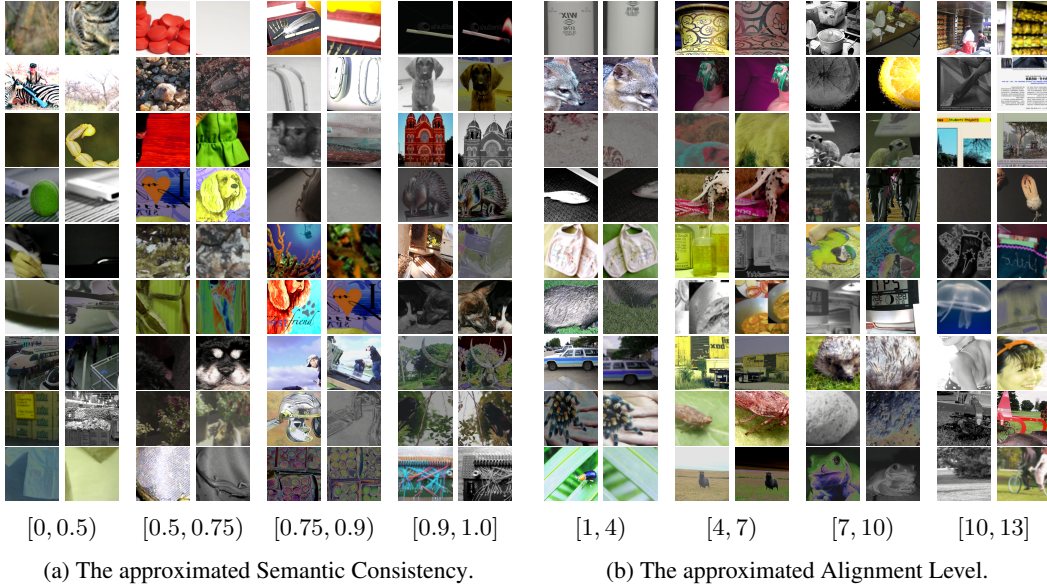 [0, 0.5) [0.5, 0.75) [0.75, 0.9) [0.9, 1.0] [1, 4) [4, 7) [7, 10) [10, 13]
(a) The approximated Semantic Consistency. (b) The approximated Alignment Level.